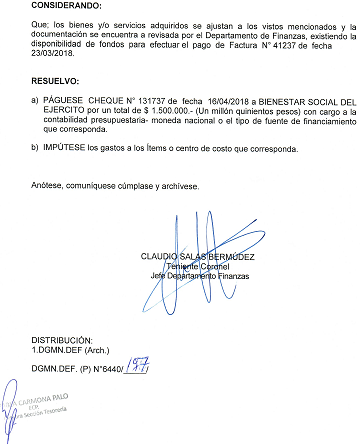 CONSIDERANDO:
Que; los bienes y/o servicios adquiridos se ajustan a los vistos mencionados y la
documentación se encuentra a revisada por el Departamento de Finanzas, existiendo la
disponibilidad de fondos para efectuar el pago de Factura N° 41237 de fecha
23/03/2018.
RESUELVO:
a) PÁGUESE CHEQUE N° 131737 de fecha 16/04/2018 a BIENESTAR SOCIAL DEL
EJERCITO por un total de $ 1.500.000.- (Un millón quinientos pesos) con cargo a la
contabilidad presupuestaria- moneda nacional o el tipo de fuente de financiamiento
que corresponda.
b) IMPÚTESE los gastos a los Ítems o centro de costo que corresponda.
Anótese, comuníquese cúmplase y archívese.
CLAUDIO SALAS BERMÚDEZ
Teniente Coronel
Jefe Departamento Finanzas
DISTRIBUCIÓN:
1.DGMN.DEF (Arch.)
DGMN.DEF. (P) N°6440/
CARMONA PALO
ECP.
Sección Tesorería